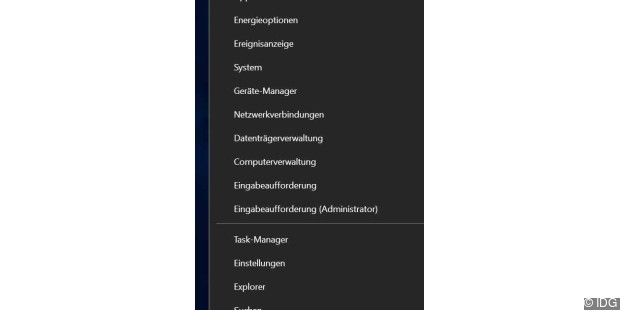 Energieoptionen
Ereignisanzeige
System
Geräte-Manager
Netzwerkverbindungen
Datenträgerverwaltung
Computerverwaltung
Eingabeaufforderung
Eingabeaufforderung (Administrator)
Task-Manager
Einstellungen
Explorer
© IDG